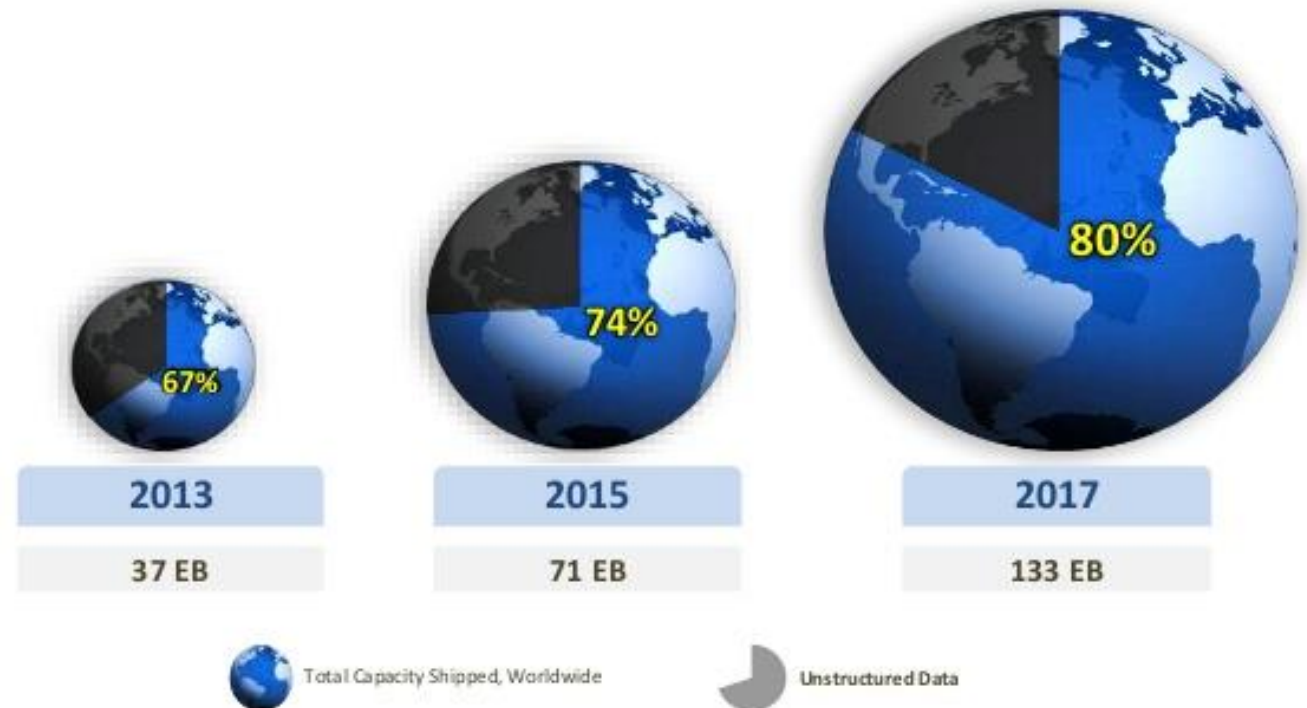 67%
74%
80%
2013
2015
2017
37 EB
71 EB
133 EB
Total Capacity Shipped, Worldwide
Unstructured Data